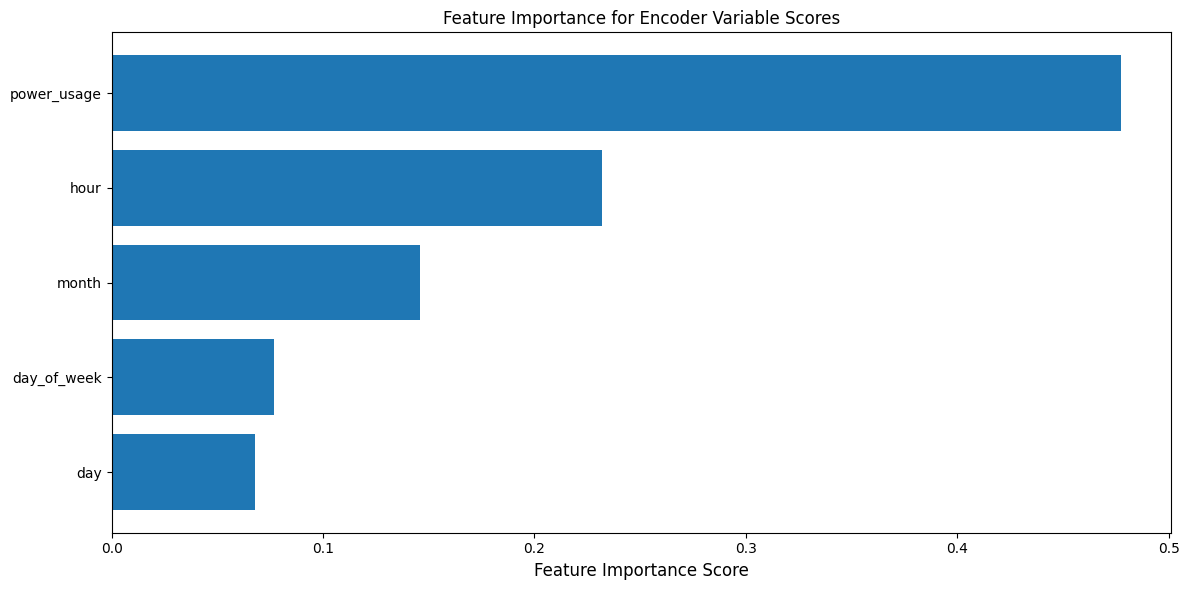 Feature Importance for Encoder Variable Scores
power_usage
hour
month
day_of_week
day
0.0 0.1 0.2 0.3 0.4 0.5
Feature Importance Score